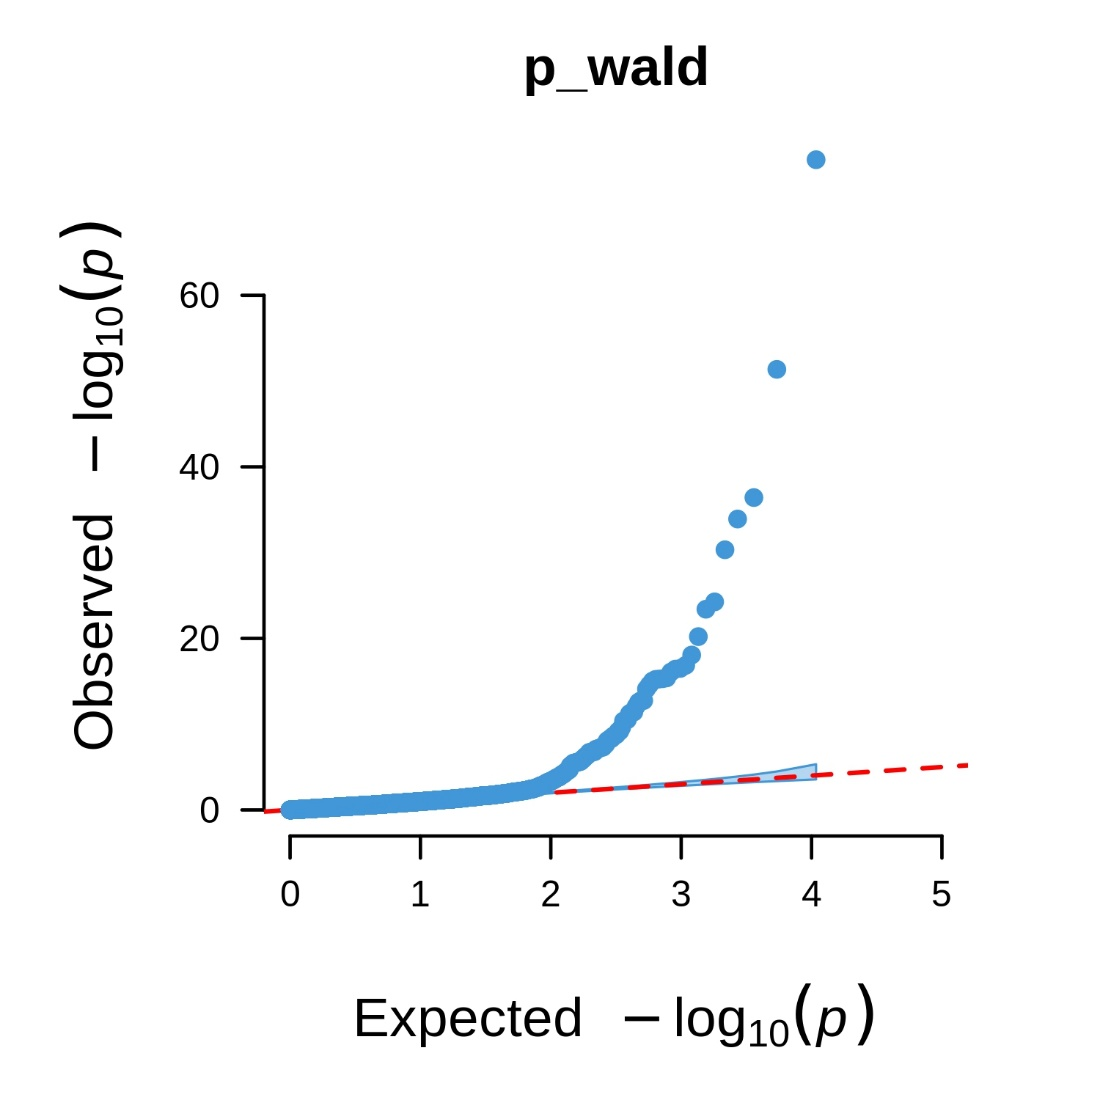 p_wald
Observed −log10(p)
60
40
20
0
0 1 2 3 4 5
Expected −log10(p)